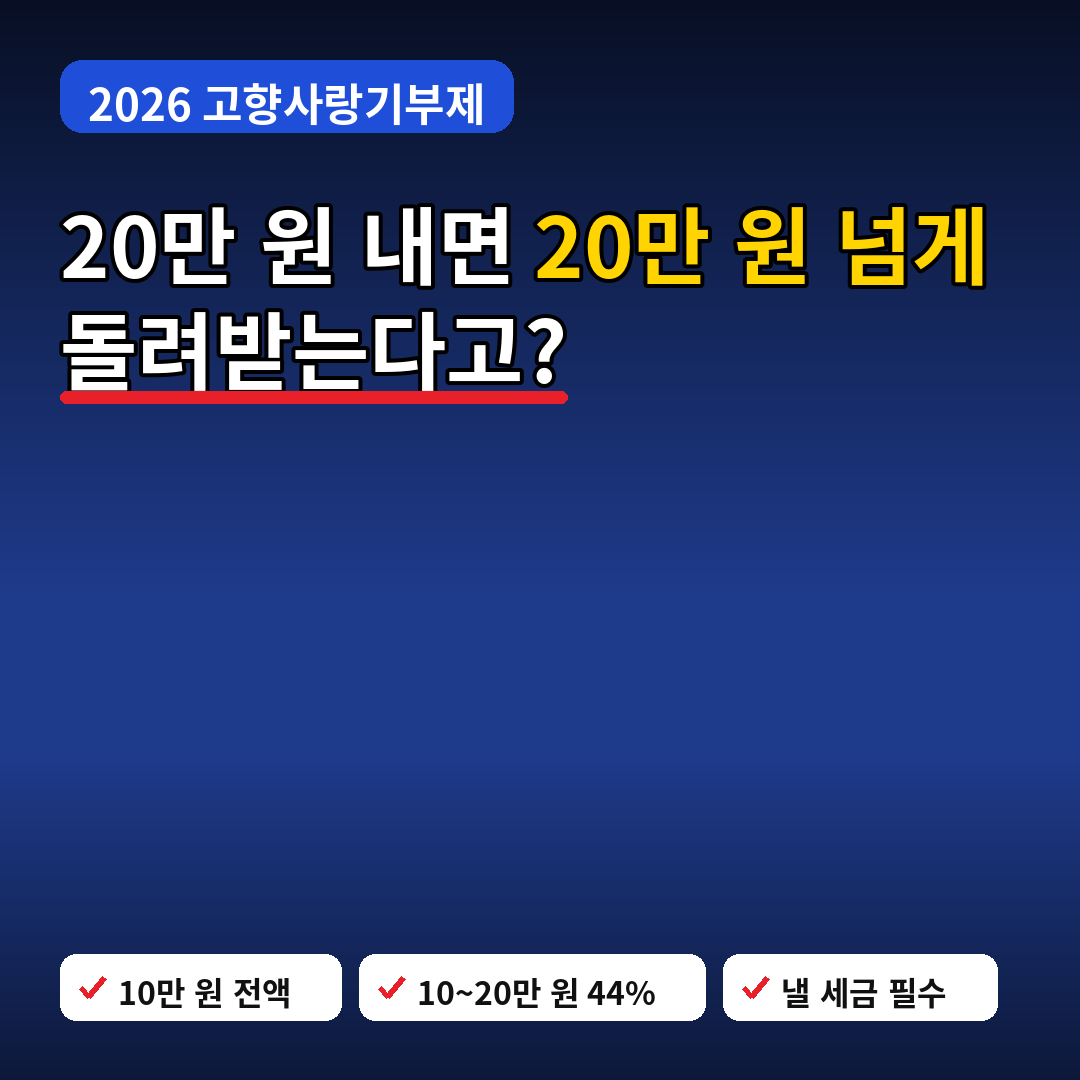 2026 고향사랑기부제
20만 원 내면 20만 원 넘게
돌려받는다고?
10만 원 전액
10~20만 원 44%
낼 세금 필수